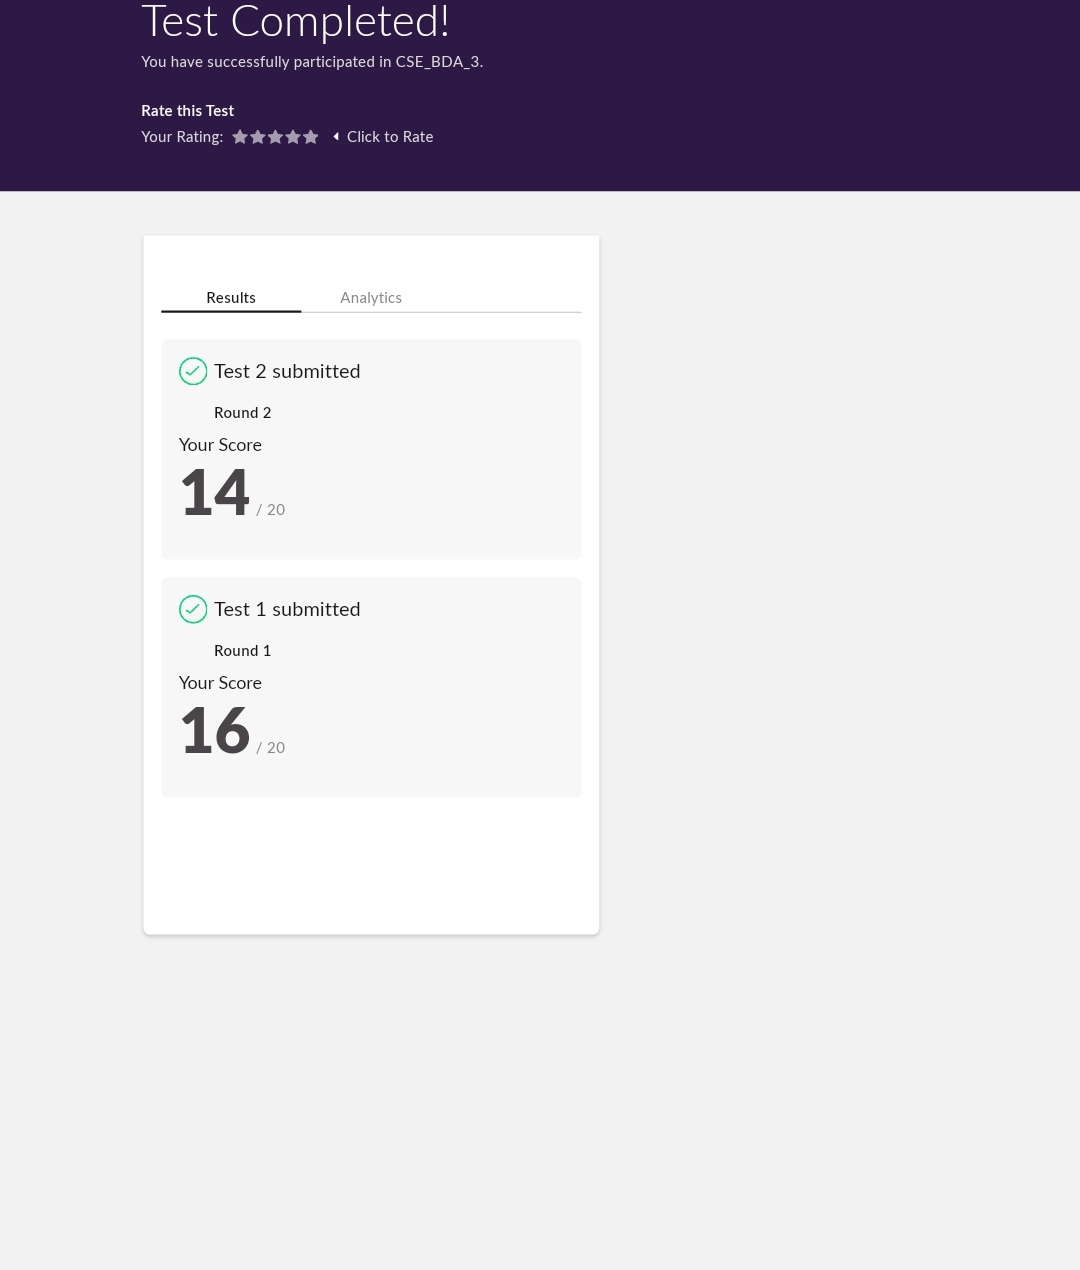 Test Completed!
You have successfully participated in CSE_BDA_3.
Rate this Test
Your Rating: Click to Rate
Results Analytics
Test 2 submitted
Round 2
Your Score
14 / 20
Test 1 submitted
Round 1
Your Score
16 / 20